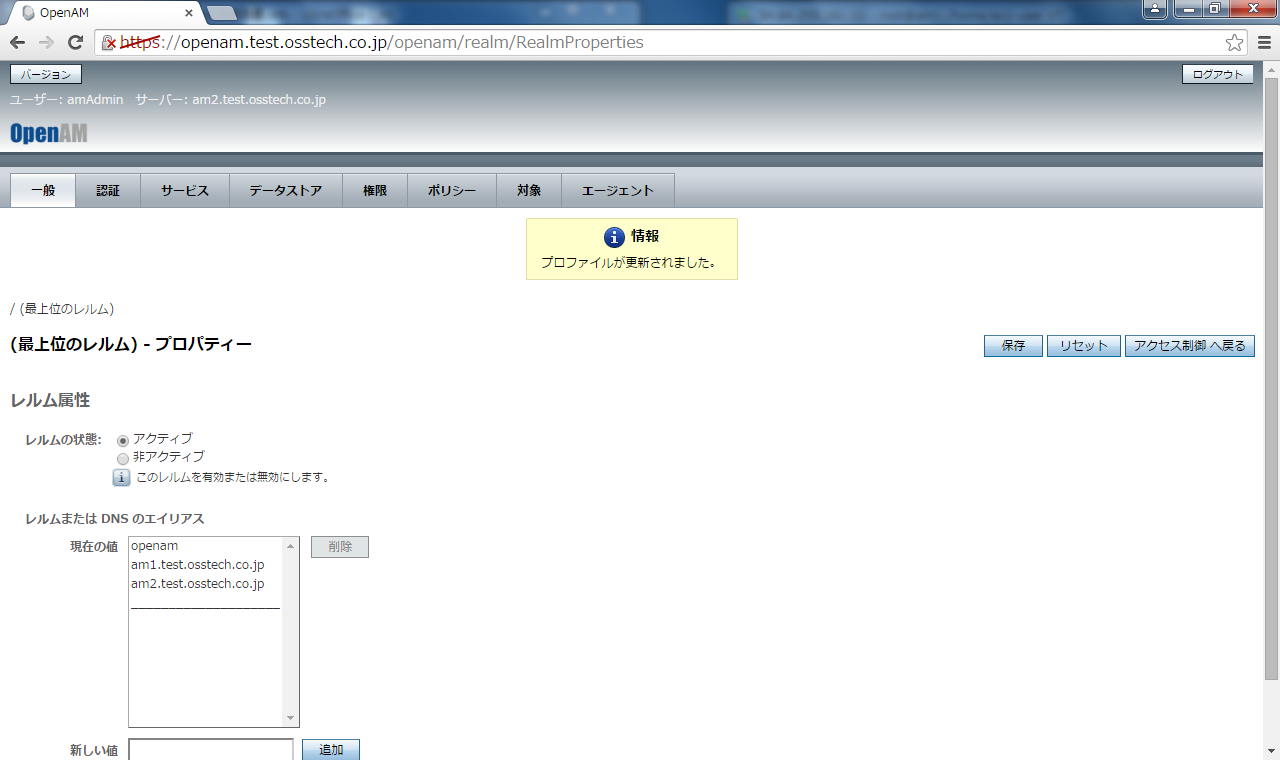 OpenAM
https://openam.test.osstech.co.jp/openam/realm/RealmProperties
バージョン
ログアウト
ユーザー: amAdmin サーバー: am2.test.osstech.co.jp
OpenAM
一般 認証 サービス データストア 権限 ポリシー 対象 エージェント
情報
プロファイルが更新されました。
/ (最上位のレルム)
(最上位のレルム) - プロパティー
保存 リセット アクセス制御 へ戻る
レルム属性
レルムの状態: アクティブ
非アクティブ
このレルムを有効または無効にします。
レルムまたは DNS のエイリアス
現在の値 openam 削除
am1.test.osstech.co.jp
am2.test.osstech.co.jp
新しい値 追加